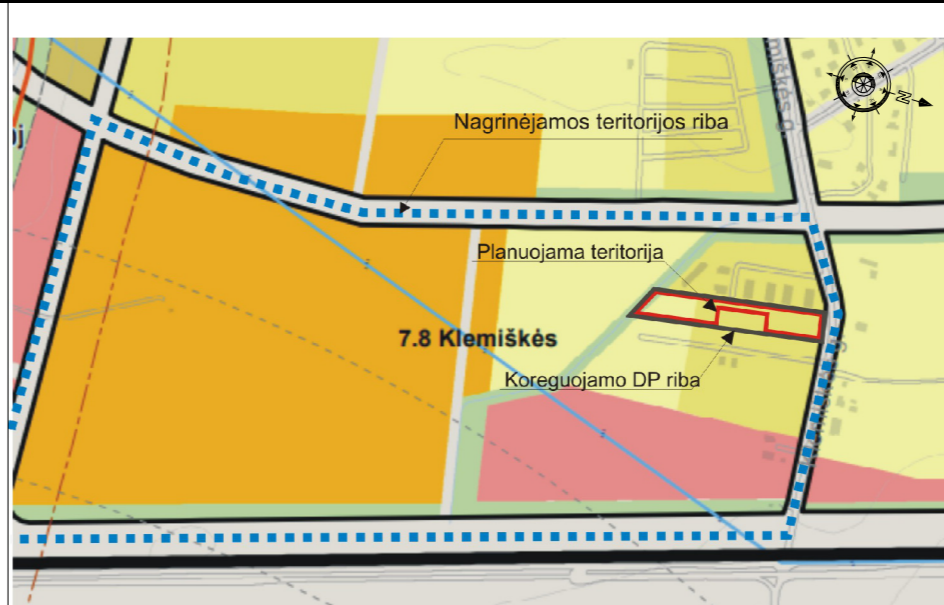 Nagrinėjamos teritorijos riba
N
Planuojama teritorija
7.8 Klemiškės
Koreguojamo DP riba